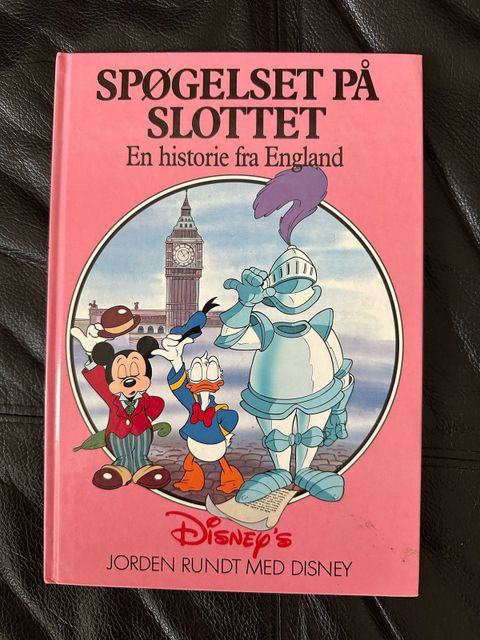 SPØGELSET PÅ
SLOTTET
En historie fra England
DISNEY'S
JORDEN RUNDT MED DISNEY